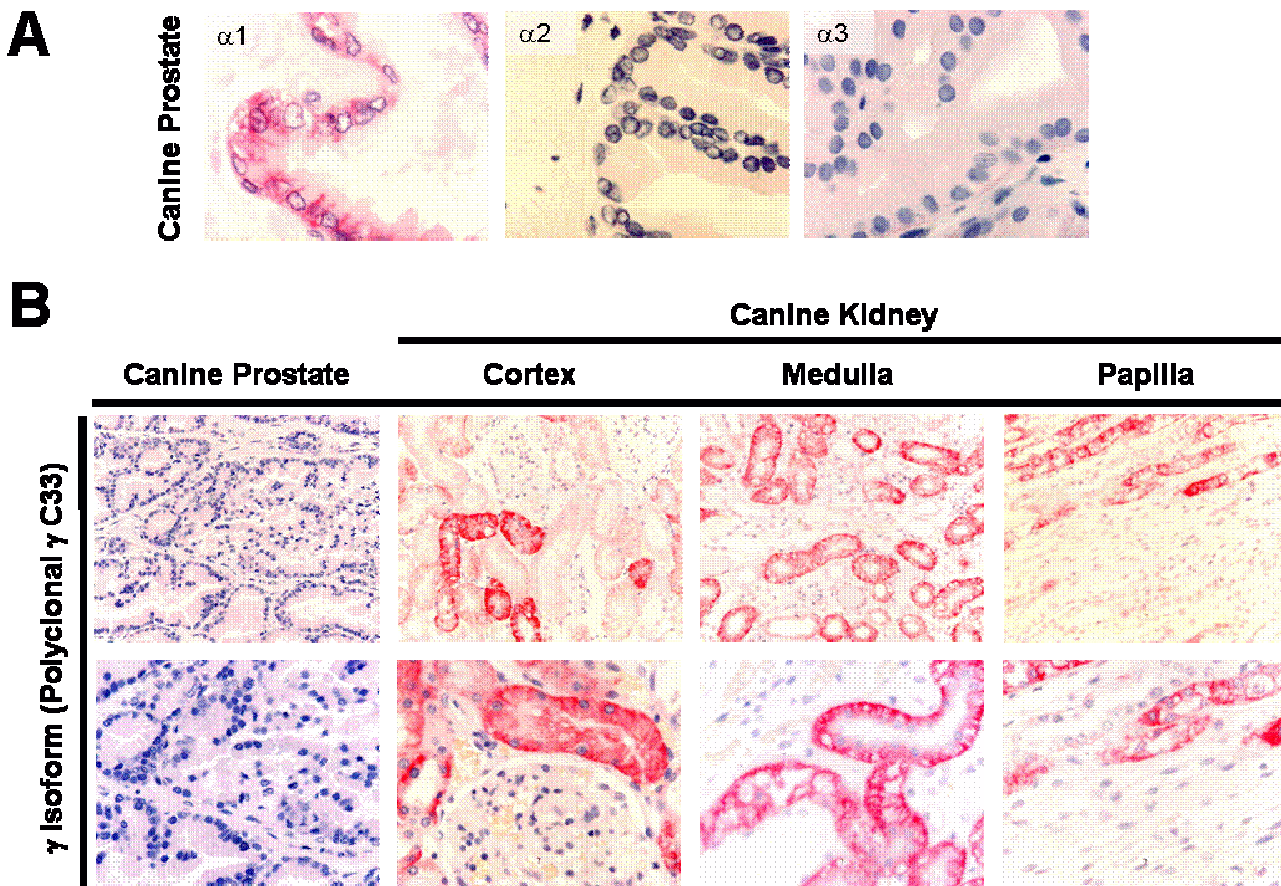 A
Canine Prostate
α1
α2
α3
B
Canine Kidney
Canine Prostate
Cortex
Medulla
Papilla
γ Isoform (Polyclonal γ C33)